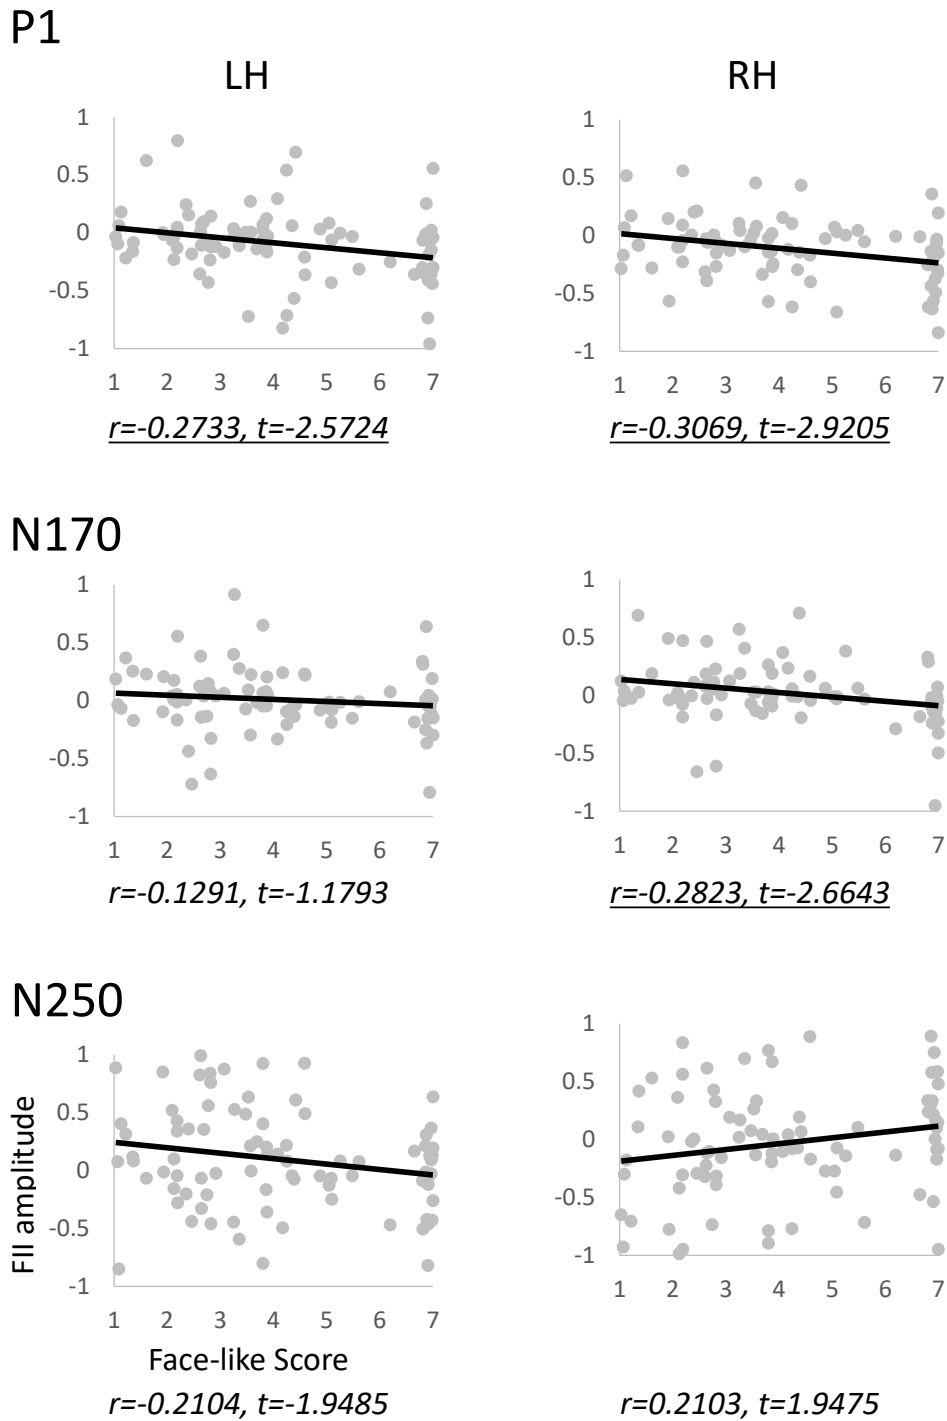 P1
LH RH
1 1
0.5 0.5
0 0
-0.5 -0.5
-1 -1
1 2 3 4 5 6 7 1 2 3 4 5 6 7
r=-0.2733, t=-2.5724 r=-0.3069, t=-2.9205
N170
1 1
0.5 0.5
0 0
-0.5 -0.5
-1 -1
1 2 3 4 5 6 7 1 2 3 4 5 6 7
r=-0.1291, t=-1.1793 r=-0.2823, t=-2.6643
N250
FII amplitude
1 1
0.5 0.5
0 0
-0.5 -0.5
-1 -1
1 2 3 4 5 6 7 1 2 3 4 5 6 7
Face-like Score
r=-0.2104, t=-1.9485 r=0.2103, t=1.9475